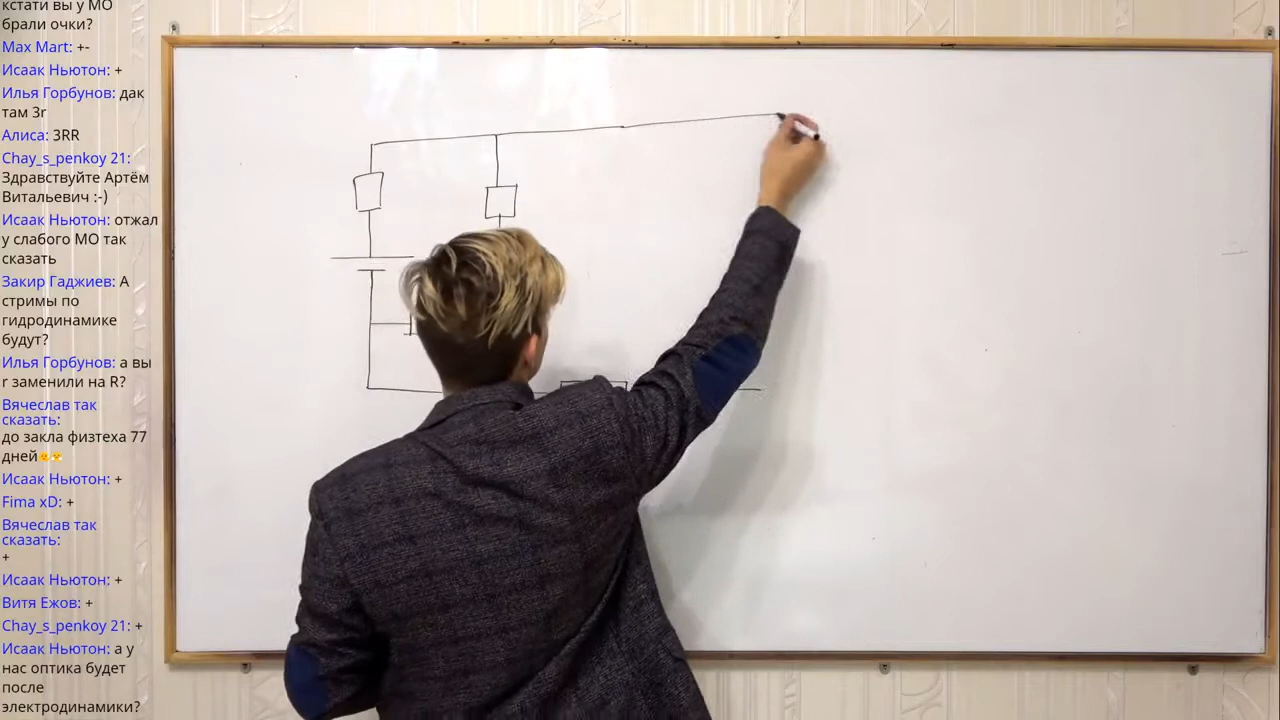 кстати вы у МО
брали очки?
Max Mart: +-
Исаак Ньютон: +
Илья Горбунов: дак
там 3r
Алиса: 3RR
Chay_s_penkoy 21:
Здравствуйте Артём
Витальевич :-)
Исаак Ньютон: отжал
у слабого МО так
сказать
Закир Гаджиев: А
стримы по
гидродинамике
будут?
Илья Горбунов: а вы
r заменили на R?
Вячеслав так
сказать:
до закла физтеха 77
дней
Исаак Ньютон: +
Fima xD: +
Вячеслав так
сказать:
+
Исаак Ньютон: +
Витя Ежов: +
Chay_s_penkoy 21: +
Исаак Ньютон: а у
нас оптика будет
после
электродинамики?